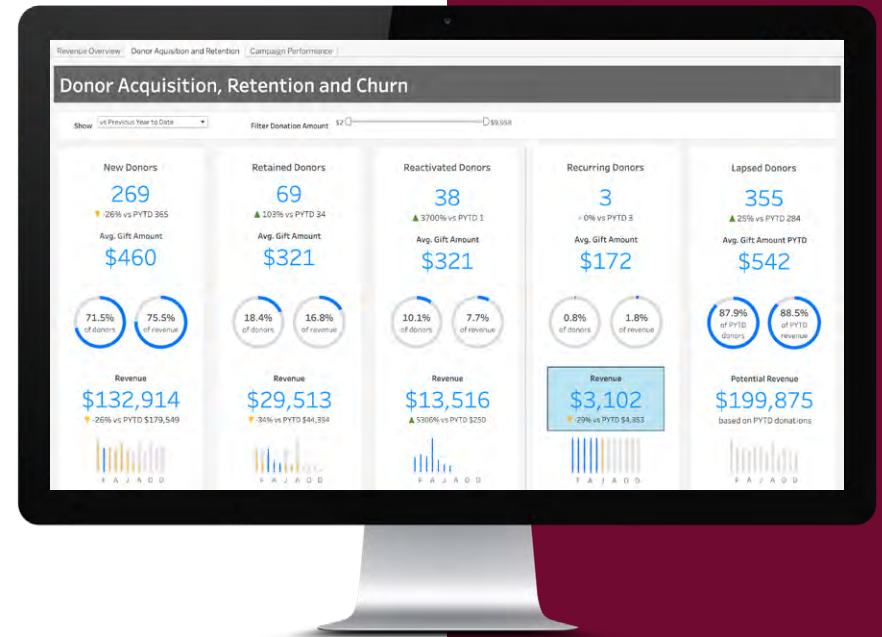 Revenue Overview Donor Aquisition and Retention Campaign Performance
Donor Acquisition, Retention and Churn
Show vs Previous Year to Date Filter Donation Amount $2 $9,958
New Donors
269
-26% vs PYTD 365
Avg. Gift Amount
$460
71.5% of donors
75.5% of revenue
Revenue
$132,914
-26% vs PYTD $179,549
F A J A O D
Retained Donors
69
103% vs PYTD 34
Avg. Gift Amount
$321
18.4% of donors
16.8% of revenue
Revenue
$29,513
-34% vs PYTD $44,354
F A J A O D
Reactivated Donors
38
3700% vs PYTD 1
Avg. Gift Amount
$321
10.1% of donors
7.7% of revenue
Revenue
$13,516
5306% vs PYTD $250
F A J A O D
Recurring Donors
3
0% vs PYTD 3
Avg. Gift Amount
$172
0.8% of donors
1.8% of revenue
Revenue
$3,102
-29% vs PYTD $4,353
F A J A O D
Lapsed Donors
355
25% vs PYTD 284
Avg. Gift Amount PYTD
$542
87.9% of PYTD donors
88.5% of PYTD revenue
Potential Revenue
$199,875
based on PYTD donations
F A J A O D